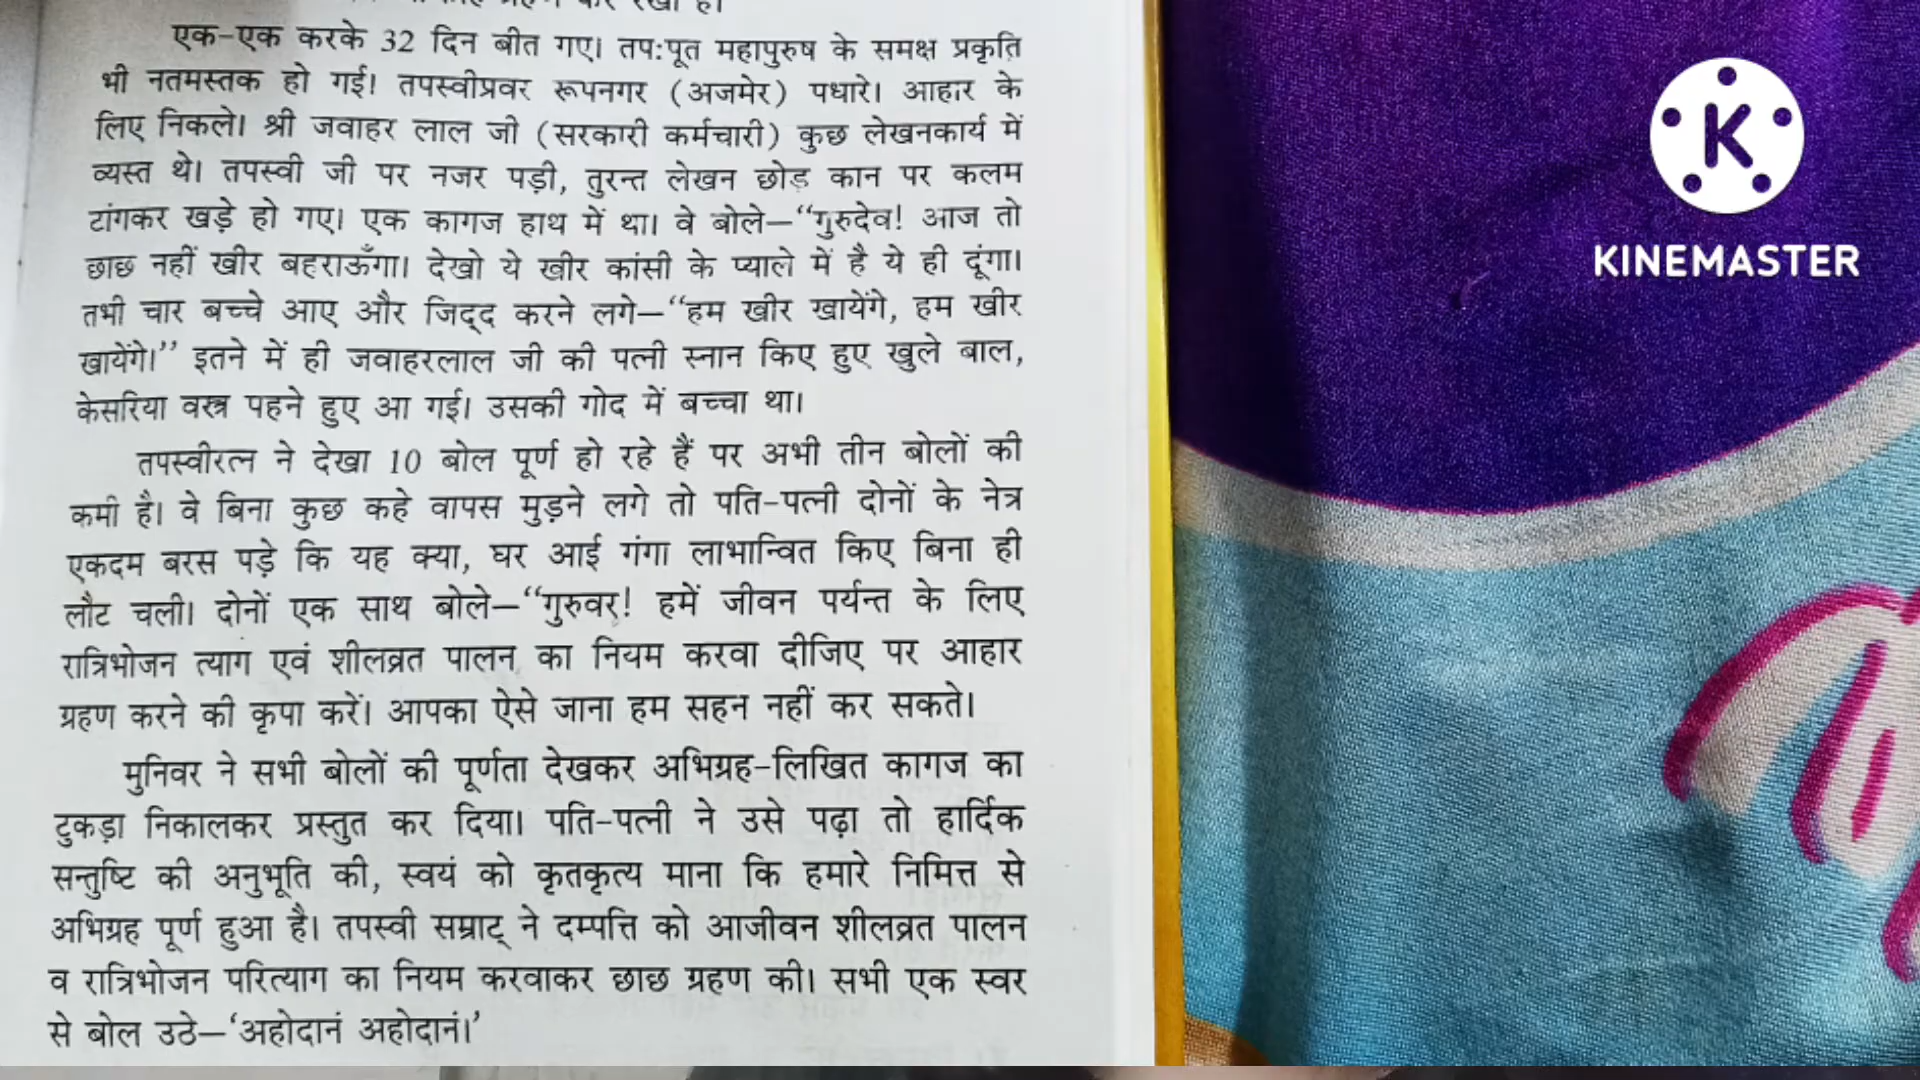 एक-एक करके 32 दिन बीत गए। तप:पूत महापुरुष के समक्ष प्रकृति
भी नतमस्तक हो गई। तपस्वीप्रवर रूपनगर (अजमेर) पधारे। आहार के
लिए निकले। श्री जवाहर लाल जी (सरकारी कर्मचारी) कुछ लेखनकार्य में
व्यस्त थे। तपस्वी जी पर नजर पड़ी, तुरन्त लेखन छोड़ कान पर कलम
टांगकर खड़े हो गए। एक कागज हाथ में था। वे बोले–“गुरुदेव! आज तो
छाछ नहीं खीर बहराऊँगा। देखो ये खीर कांसी के प्याले में है ये ही दूंगा।
तभी चार बच्चे आए और जिद्द करने लगे–“हम खीर खायेंगे, हम खीर
खायेंगे।” इतने में ही जवाहरलाल जी की पत्नी स्नान किए हुए खुले बाल,
केसरिया वस्त्र पहने हुए आ गई। उसकी गोद में बच्चा था।
तपस्वीरत्न ने देखा 10 बोल पूर्ण हो रहे हैं पर अभी तीन बोलों की
कमी है। वे बिना कुछ कहे वापस मुड़ने लगे तो पति-पत्नी दोनों के नेत्र
एकदम बरस पड़े कि यह क्या, घर आई गंगा लाभान्वित किए बिना ही
लौट चली। दोनों एक साथ बोले–“गुरुवर! हमें जीवन पर्यन्त के लिए
रात्रिभोजन त्याग एवं शीलव्रत पालन का नियम करवा दीजिए पर आहार
ग्रहण करने की कृपा करें। आपका ऐसे जाना हम सहन नहीं कर सकते।
मुनिवर ने सभी बोलों की पूर्णता देखकर अभिग्रह-लिखित कागज का
टुकड़ा निकालकर प्रस्तुत कर दिया। पति-पत्नी ने उसे पढ़ा तो हार्दिक
सन्तुष्टि की अनुभूति की, स्वयं को कृतकृत्य माना कि हमारे निमित्त से
अभिग्रह पूर्ण हुआ है। तपस्वी सम्राट् ने दम्पत्ति को आजीवन शीलव्रत पालन
व रात्रिभोजन परित्याग का नियम करवाकर छाछ ग्रहण की। सभी एक स्वर
से बोल उठे–‘अहोदानं अहोदानं।’
K
KINEMASTER